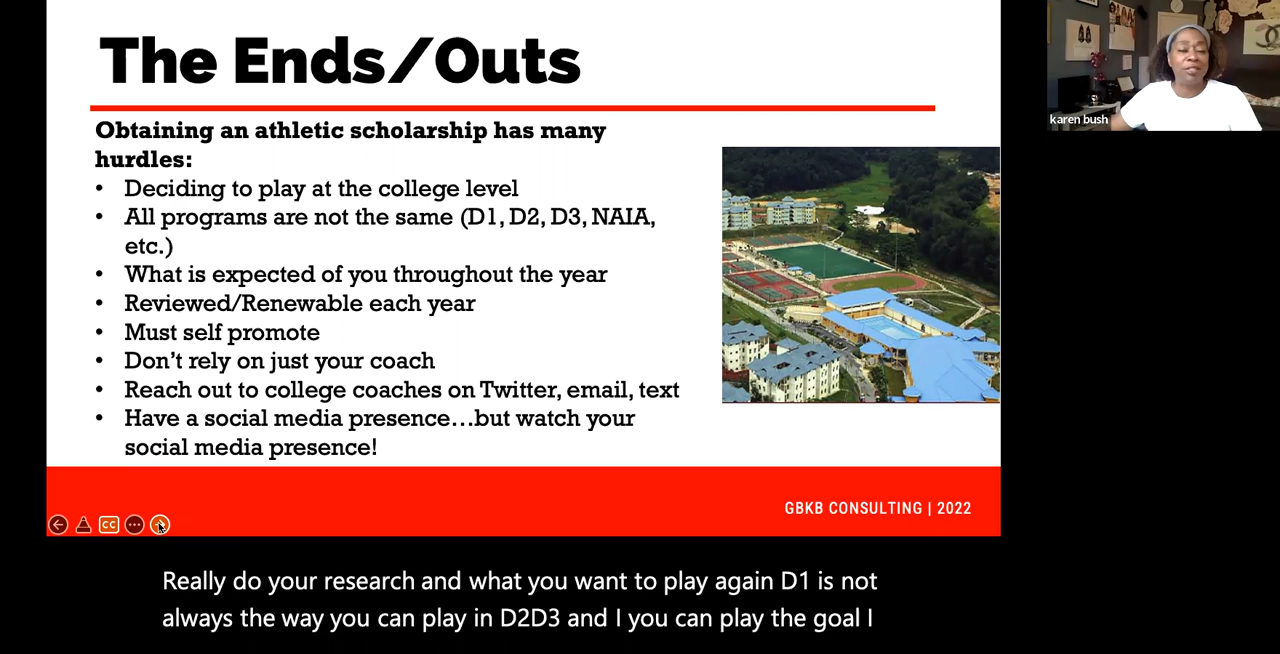 The Ends/Outs
Obtaining an athletic scholarship has many
hurdles:
• Deciding to play at the college level
• All programs are not the same (D1, D2, D3, NAIA,
etc.)
• What is expected of you throughout the year
• Reviewed/Renewable each year
• Must self promote
• Don't rely on just your coach
• Reach out to college coaches on Twitter, email, text
• Have a social media presence...but watch your
social media presence!
GBKB CONSULTING | 2022
CC
karen bush
Really do your research and what you want to play again D1 is not
always the way you can play in D2D3 and I you can play the goal I